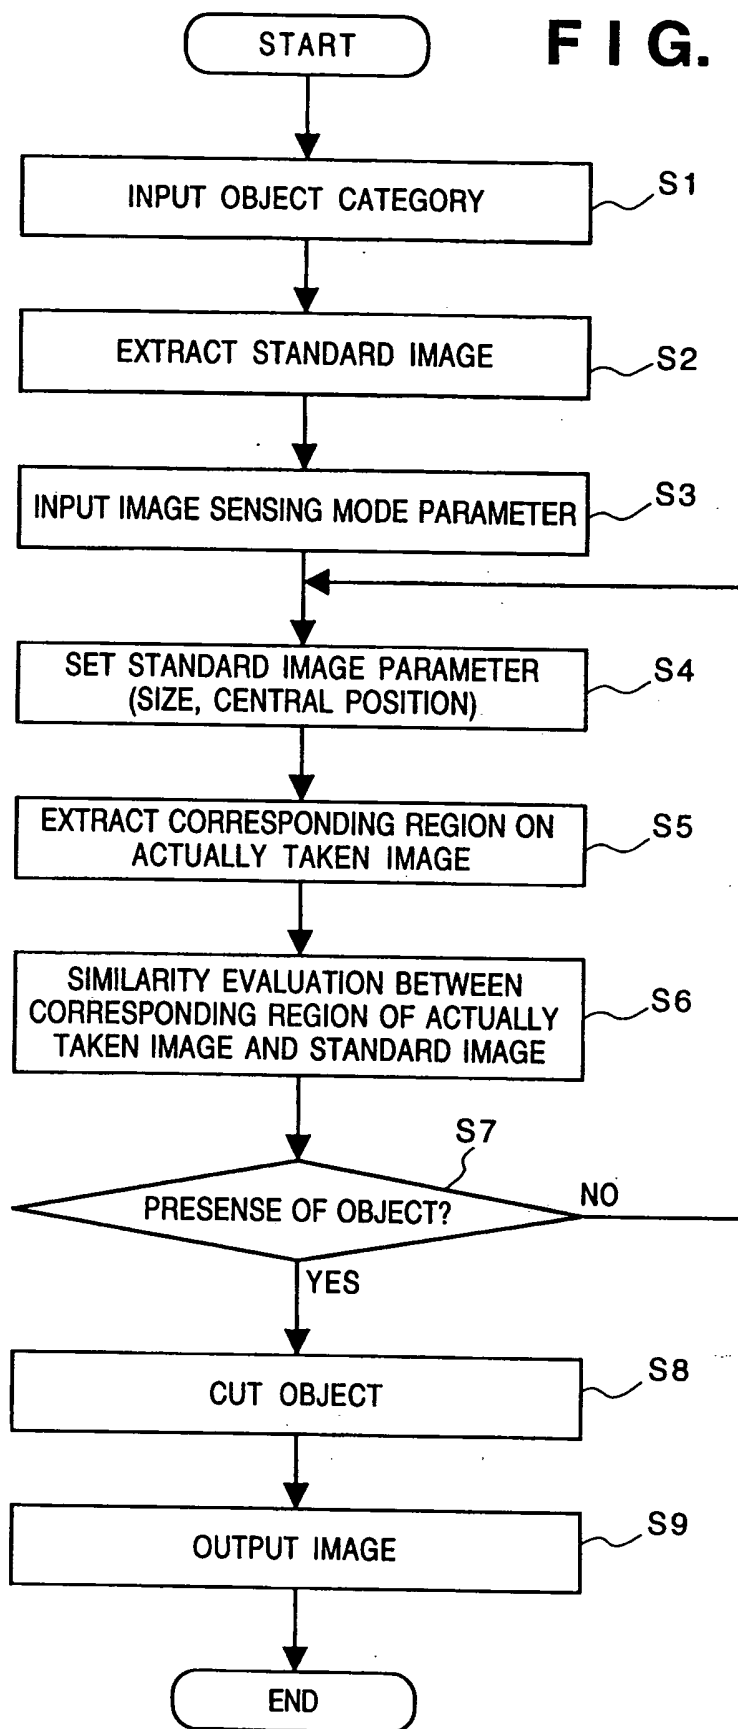 FIG.
START
INPUT OBJECT CATEGORY
S1
EXTRACT STANDARD IMAGE
S2
INPUT IMAGE SENSING MODE PARAMETER
S3
SET STANDARD IMAGE PARAMETER
(SIZE, CENTRAL POSITION)
S4
EXTRACT CORRESPONDING REGION ON
ACTUALLY TAKEN IMAGE
S5
SIMILARITY EVALUATION BETWEEN
CORRESPONDING REGION OF ACTUALLY
TAKEN IMAGE AND STANDARD IMAGE
S6
S7
PRESENSE OF OBJECT?
NO
YES
CUT OBJECT
S8
OUTPUT IMAGE
S9
END